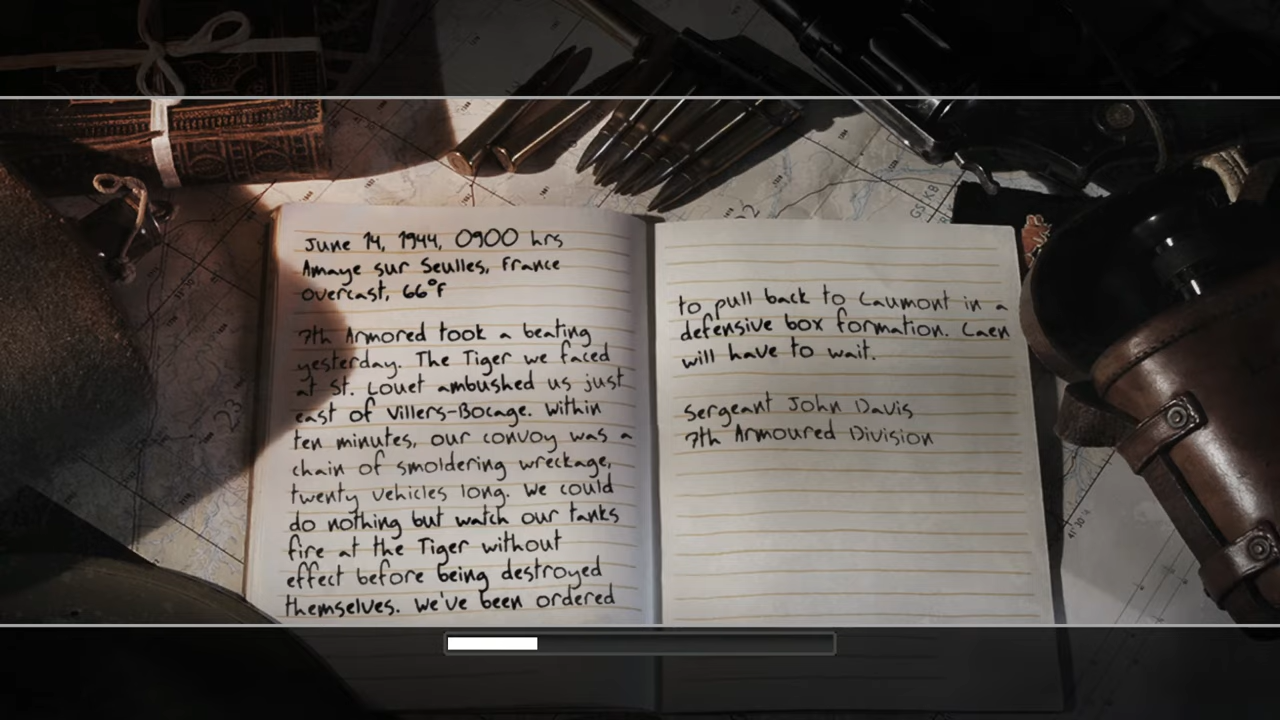 June 14, 1944, 0900 hrs
Amaye sur Seulles, France
Overcast, 66°F
7th Armored took a beating
yesterday. The Tiger we faced
at St. Louet ambushed us just
east of Villers-Bocage. Within
ten minutes, our convoy was a
chain of smoldering wreckage,
twenty vehicles long. We could
do nothing but watch our tanks
fire at the Tiger without
effect before being destroyed
themselves. We've been ordered
to pull back to Caumont in a
defensive box formation. Caen
will have to wait.
Sergeant John Davis
7th Armoured Division
GSKB
23